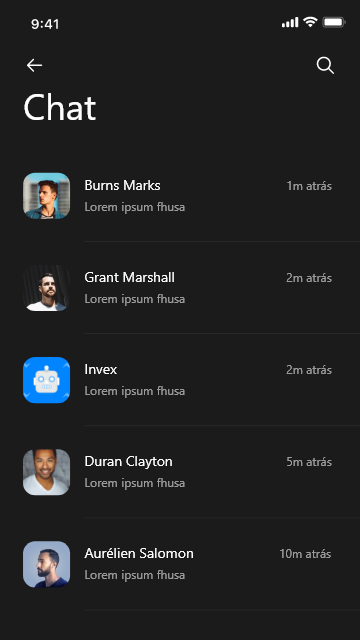 9:41
Chat
Burns Marks 1m atrás
Lorem ipsum fhusa
Grant Marshall 2m atrás
Lorem ipsum fhusa
Invex 2m atrás
Lorem ipsum fhusa
Duran Clayton 5m atrás
Lorem ipsum fhusa
Aurélien Salomon 10m atrás
Lorem ipsum fhusa